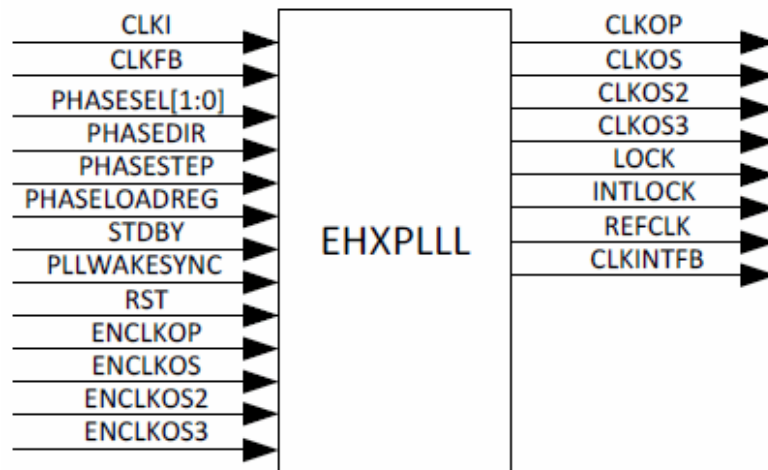 CLKI
CLKFB
PHASESEL[1:0]
PHASEDIR
PHASESTEP
PHASELOADREG
STDBY
PLLWAKESYNC
RST
ENCLKOP
ENCLKOS
ENCLKOS2
ENCLKOS3
EHXPLLL
CLKOP
CLKOS
CLKOS2
CLKOS3
LOCK
INTLOCK
REFCLK
CLKINTFB